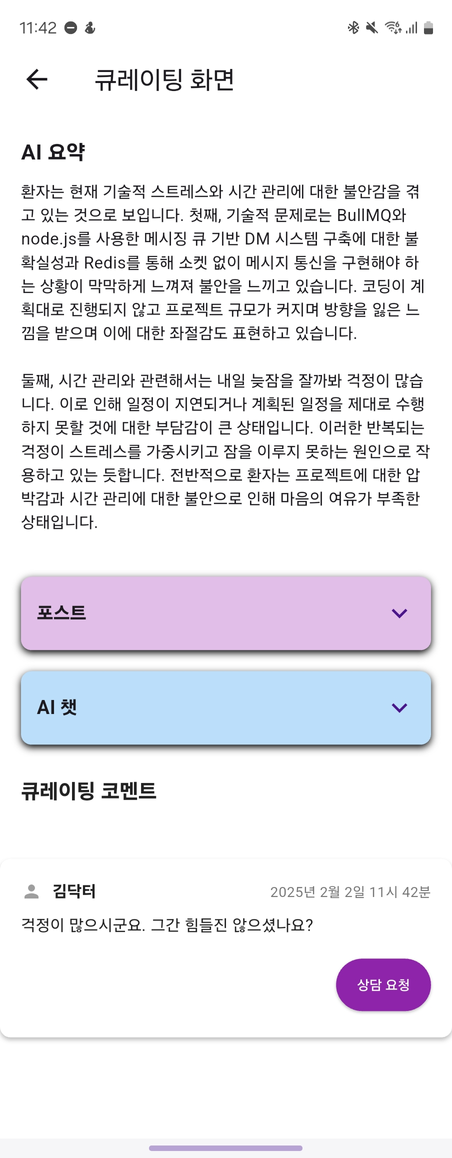 11:42
큐레이팅 화면
AI 요약
환자는 현재 기술적 스트레스와 시간 관리에 대한 불안감을 겪
고 있는 것으로 보입니다. 첫째, 기술적 문제로는 BullMQ와
node.js를 사용한 메시징 큐 기반 DM 시스템 구축에 대한 불
확실성과 Redis를 통해 소켓 없이 메시지 통신을 구현해야 하
는 상황이 막막하게 느껴져 불안을 느끼고 있습니다. 코딩이 계
획대로 진행되지 않고 프로젝트 규모가 커지며 방향을 잃은 느
낌을 받으며 이에 대한 좌절감도 표현하고 있습니다.
둘째, 시간 관리와 관련해서는 내일 늦잠을 잘까봐 걱정이 많습
니다. 이로 인해 일정이 지연되거나 계획된 일정을 제대로 수행
하지 못할 것에 대한 부담감이 큰 상태입니다. 이러한 반복되는
걱정이 스트레스를 가중시키고 잠을 이루지 못하는 원인으로 작
용하고 있는 듯합니다. 전반적으로 환자는 프로젝트에 대한 압
박감과 시간 관리에 대한 불안으로 인해 마음의 여유가 부족한
상태입니다.
포스트
AI 챗
큐레이팅 코멘트
김닥터
2025년 2월 2일 11시 42분
걱정이 많으시군요. 그간 힘들진 않으셨나요?
상담 요청